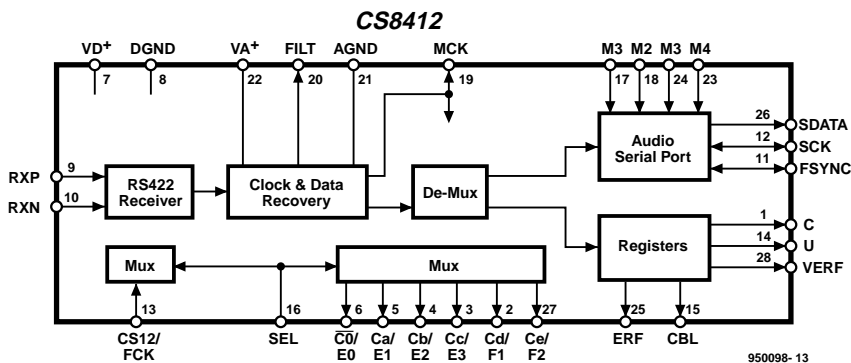 CS8412
VD+ DGND VA+ FILT AGND MCK M3 M2 M3 M4
7 8 22 20 21 19 17 18 24 23
RXP 9
RXN 10
RS422
Receiver
Clock & Data
Recovery
De-Mux
Audio
Serial Port
26 SDATA
12 SCK
11 FSYNC
Registers
1 C
14 U
28 VERF
Mux
Mux
13 16 6 5 4 3 2 27 25 15
CS12/
FCK
SEL
C0/
E0
Ca/
E1
Cb/
E2
Cc/
E3
Cd/
F1
Ce/
F2
ERF
CBL
950098- 13